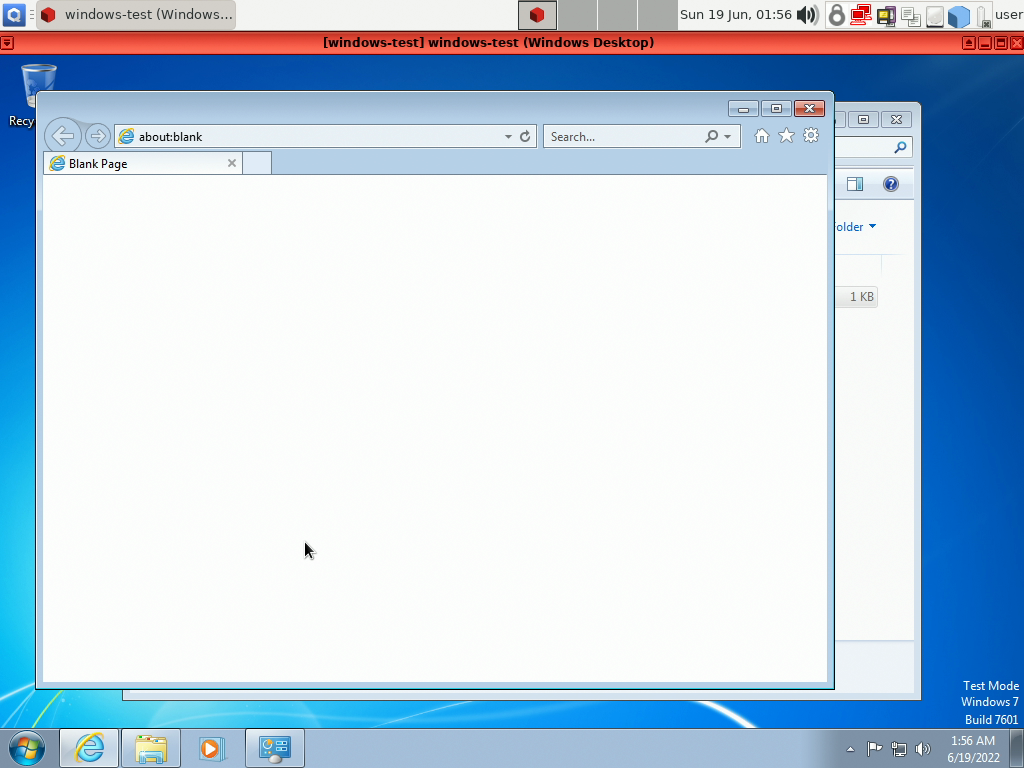 windows-test (Windows...
Sun 19 Jun, 01:56
user
[windows-test] windows-test (Windows Desktop)
Recy
about:blank
Search...
Blank Page
older
1 KB
Test Mode
Windows 7
Build 7601
1:56 AM
6/19/2022